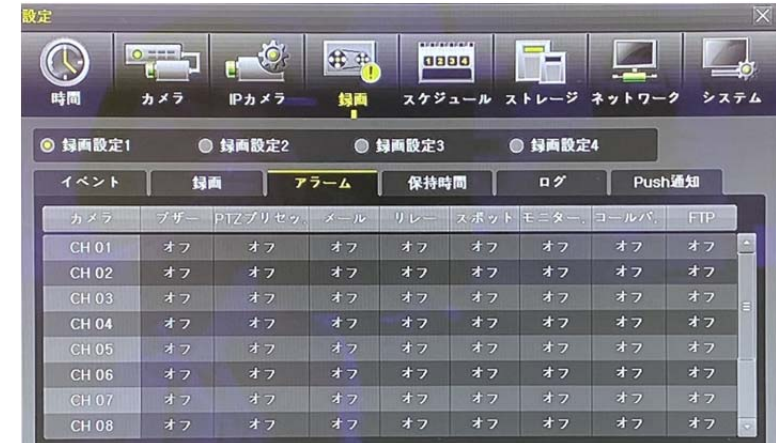 設定
時間 カメラ IPカメラ 録画 スケジュール ストレージ ネットワーク システム
録画設定1 録画設定2 録画設定3 録画設定4
イベント 録画 アラーム 保持時間 ログ Push通知
カメラ ブザー PTZプリセッ. メール リレー スポット モニター. コールバ. FTP
CH 01 オフ オフ オフ オフ オフ オフ オフ オフ
CH 02 オフ オフ オフ オフ オフ オフ オフ オフ
CH 03 オフ オフ オフ オフ オフ オフ オフ オフ
CH 04 オフ オフ オフ オフ オフ オフ オフ オフ
CH 05 オフ オフ オフ オフ オフ オフ オフ オフ
CH 06 オフ オフ オフ オフ オフ オフ オフ オフ
CH 07 オフ オフ オフ オフ オフ オフ オフ オフ
CH 08 オフ オフ オフ オフ オフ オフ オフ オフ